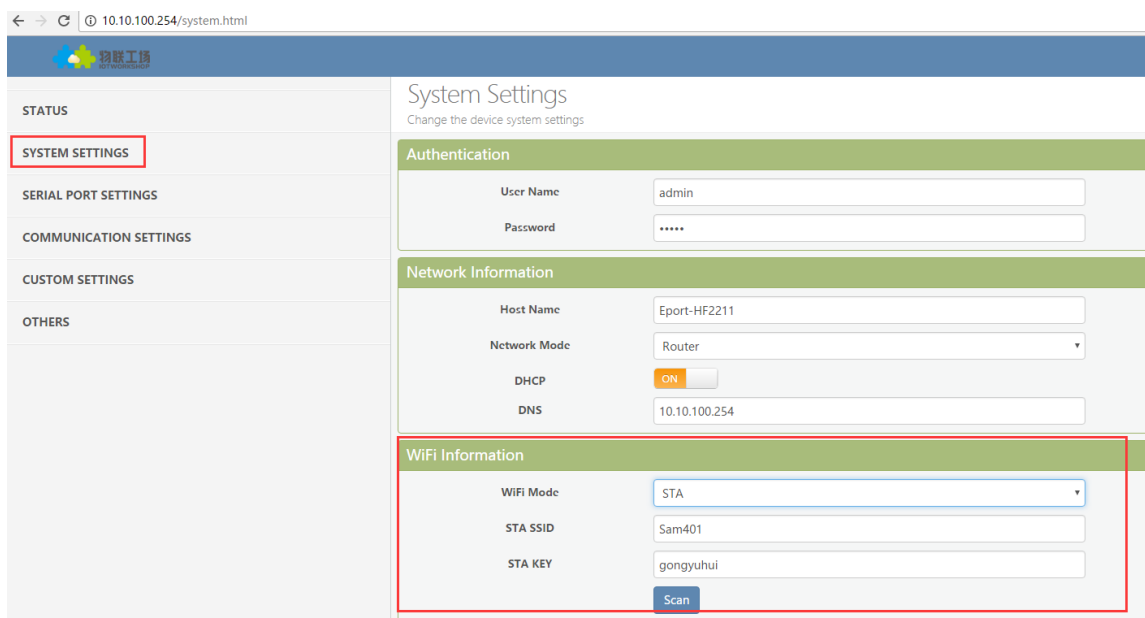 10.10.100.254/system.html
物联工场
IOTWORKSHOP
STATUS
SYSTEM SETTINGS
SERIAL PORT SETTINGS
COMMUNICATION SETTINGS
CUSTOM SETTINGS
OTHERS
System Settings
Change the device system settings
Authentication
User Name admin
Password •••••
Network Information
Host Name Eport-HF2211
Network Mode Router
DHCP ON
DNS 10.10.100.254
WiFi Information
WiFi Mode STA
STA SSID Sam401
STA KEY gongyuhui
Scan